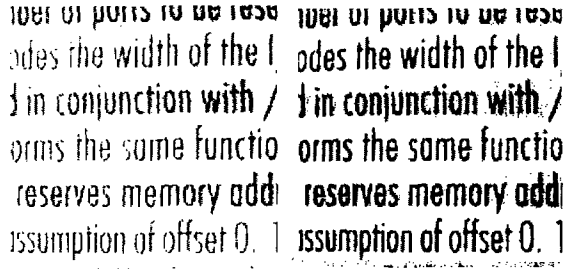 of ports to be rese
odes the width of the
in conjunction with /
orms the same functio
reserves memory add
ssumption of offset 0.
of ports to be rese
odes the width of the
in conjunction with /
orms the same functio
reserves memory add
ssumption of offset 0.